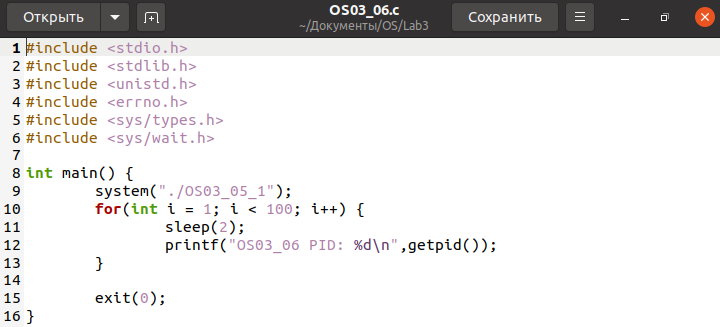 Открыть
OS03_06.c
~/Документы/OS/Lab3
Сохранить
1 #include <stdio.h>
2 #include <stdlib.h>
3 #include <unistd.h>
4 #include <errno.h>
5 #include <sys/types.h>
6 #include <sys/wait.h>
7
8 int main() {
9 system("./OS03_05_1");
10 for(int i = 1; i < 100; i++) {
11 sleep(2);
12 printf("OS03_06 PID: %d\n",getpid());
13 }
14
15 exit(0);
16 }